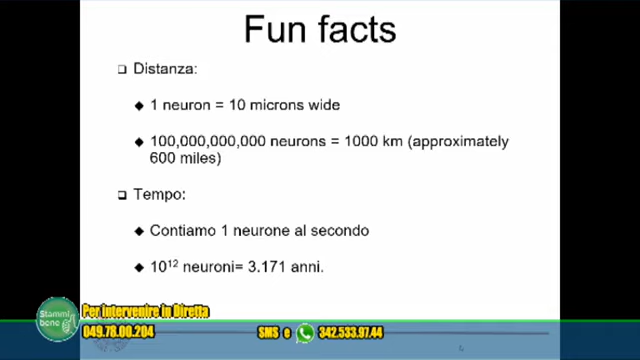 Fun facts
Distanza:
1 neuron = 10 microns wide
100,000,000,000 neurons = 1000 km (approximately
600 miles)
Tempo:
Contiamo 1 neurone al secondo
10¹² neuroni= 3.171 anni.
Stammi
bene
Per intervenire in Diretta
049.78.00.204
SMS e 342.533.97.44